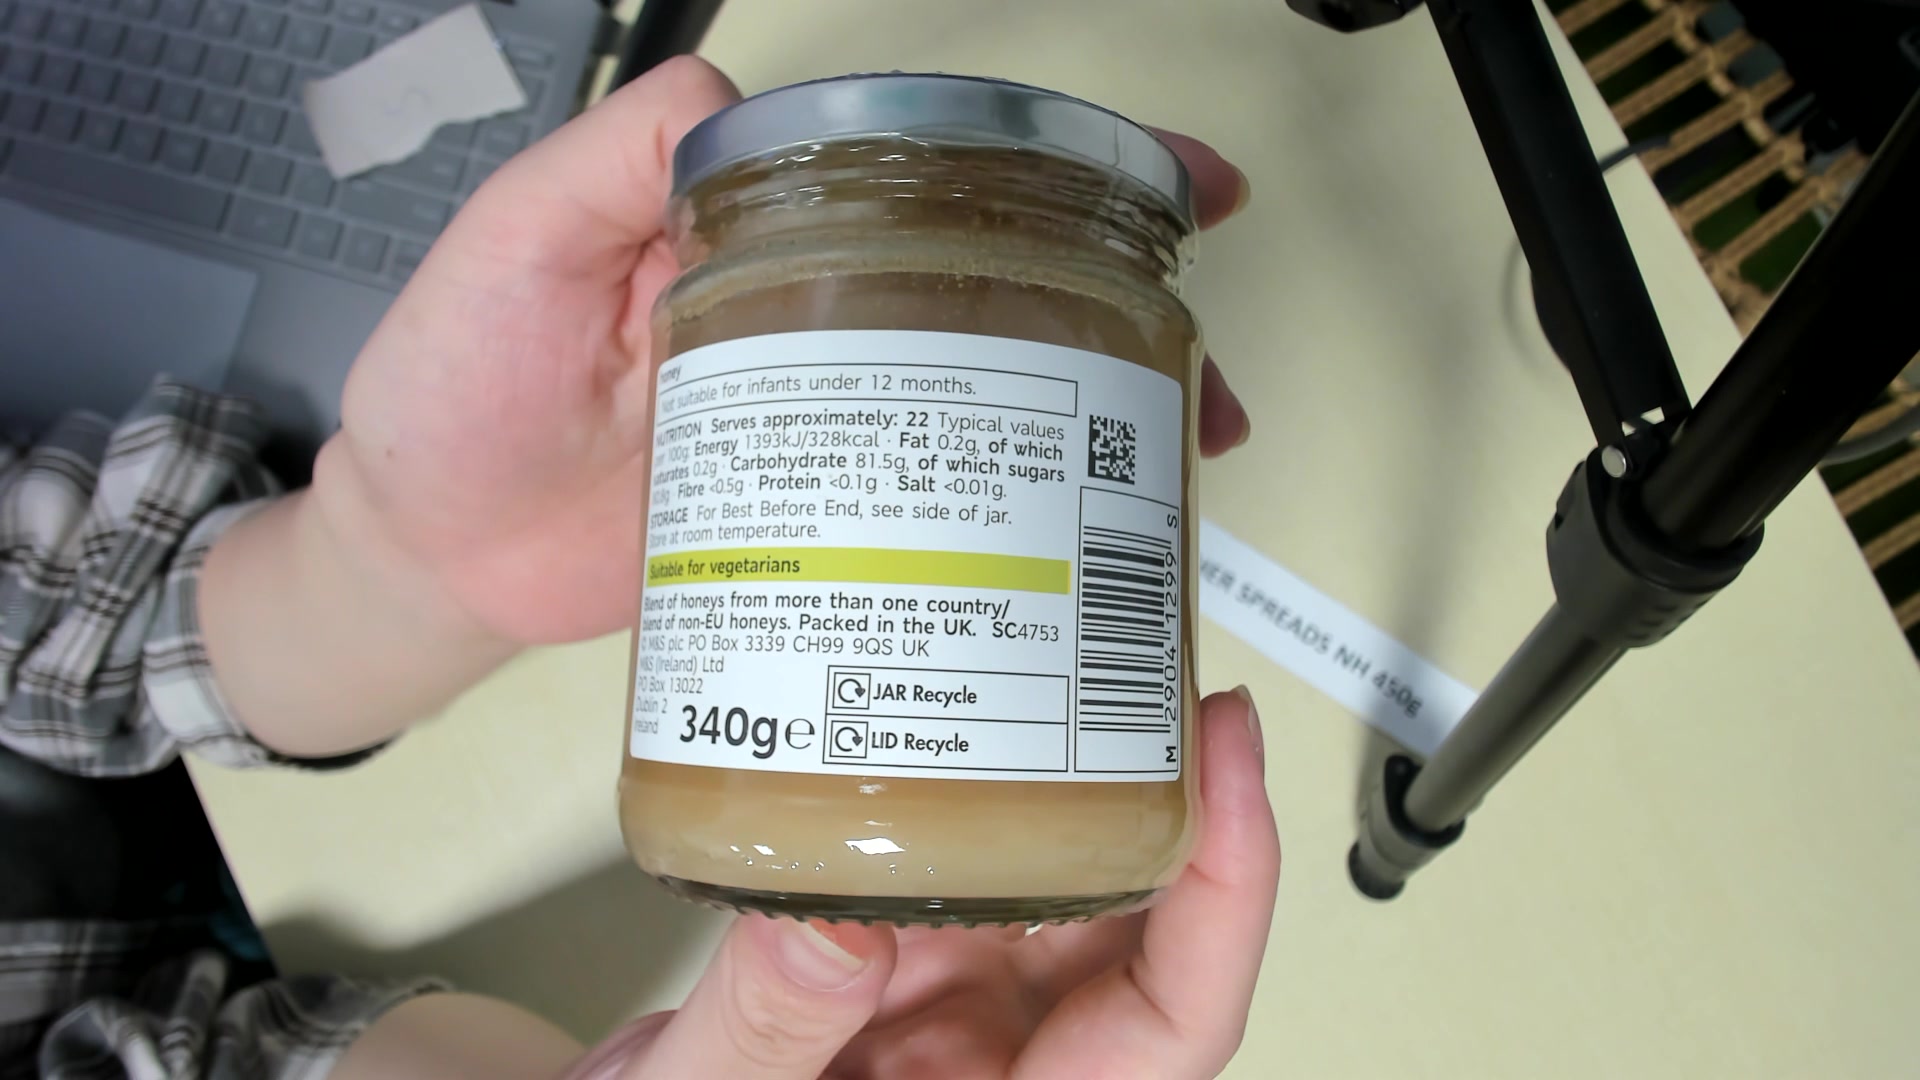 honey
Not suitable for infants under 12 months.
NUTRITION Serves approximately: 22 Typical values
per 100g: Energy 1393kJ/328kcal · Fat 0.2g, of which
saturates 0.2g · Carbohydrate 81.5g, of which sugars
80.8g · Fibre <0.5g · Protein <0.1g · Salt <0.01g.
STORAGE For Best Before End, see side of jar.
Store at room temperature.
Suitable for vegetarians
Blend of honeys from more than one country/
blend of non-EU honeys. Packed in the UK. SC4753
© M&S plc PO Box 3339 CH99 9QS UK
M&S (Ireland) Ltd
PO Box 13022
Dublin 2
Ireland
340g e
JAR Recycle
LID Recycle
M 2904 1299 S
SPREADS NH 450g